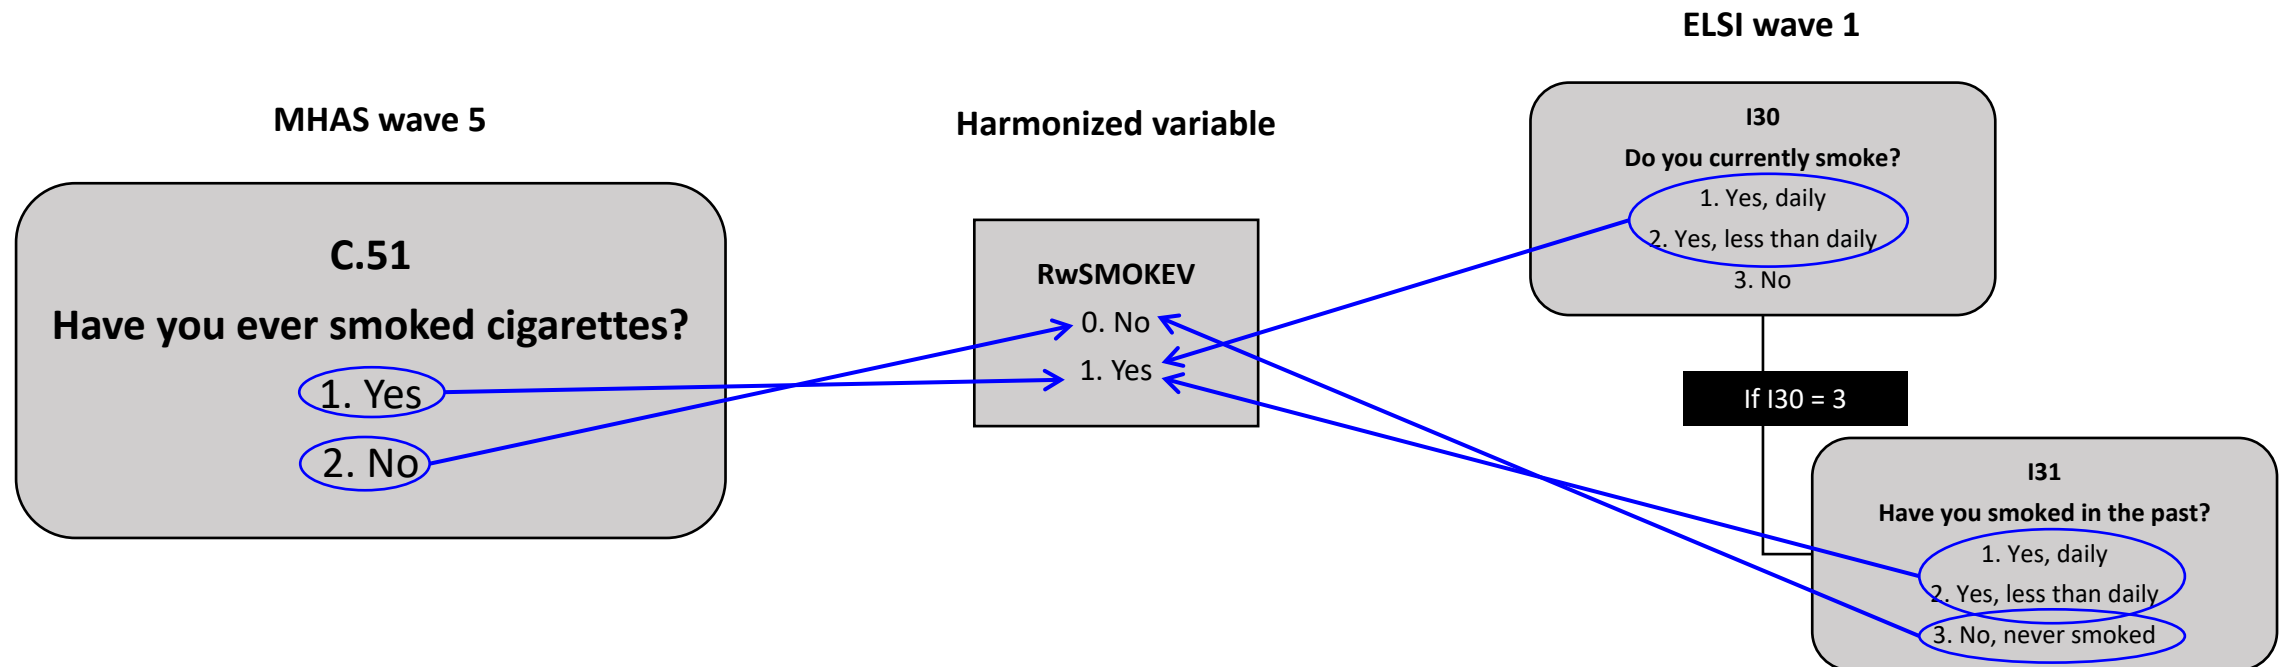 MHAS wave 5
C.51
Have you ever smoked cigarettes?
1. Yes
2. No
Harmonized variable
RwSMOKEV
0. No
1. Yes
ELSI wave 1
I30
Do you currently smoke?
1. Yes, daily
2. Yes, less than daily
3. No
If I30 = 3
I31
Have you smoked in the past?
1. Yes, daily
2. Yes, less than daily
3. No, never smoked